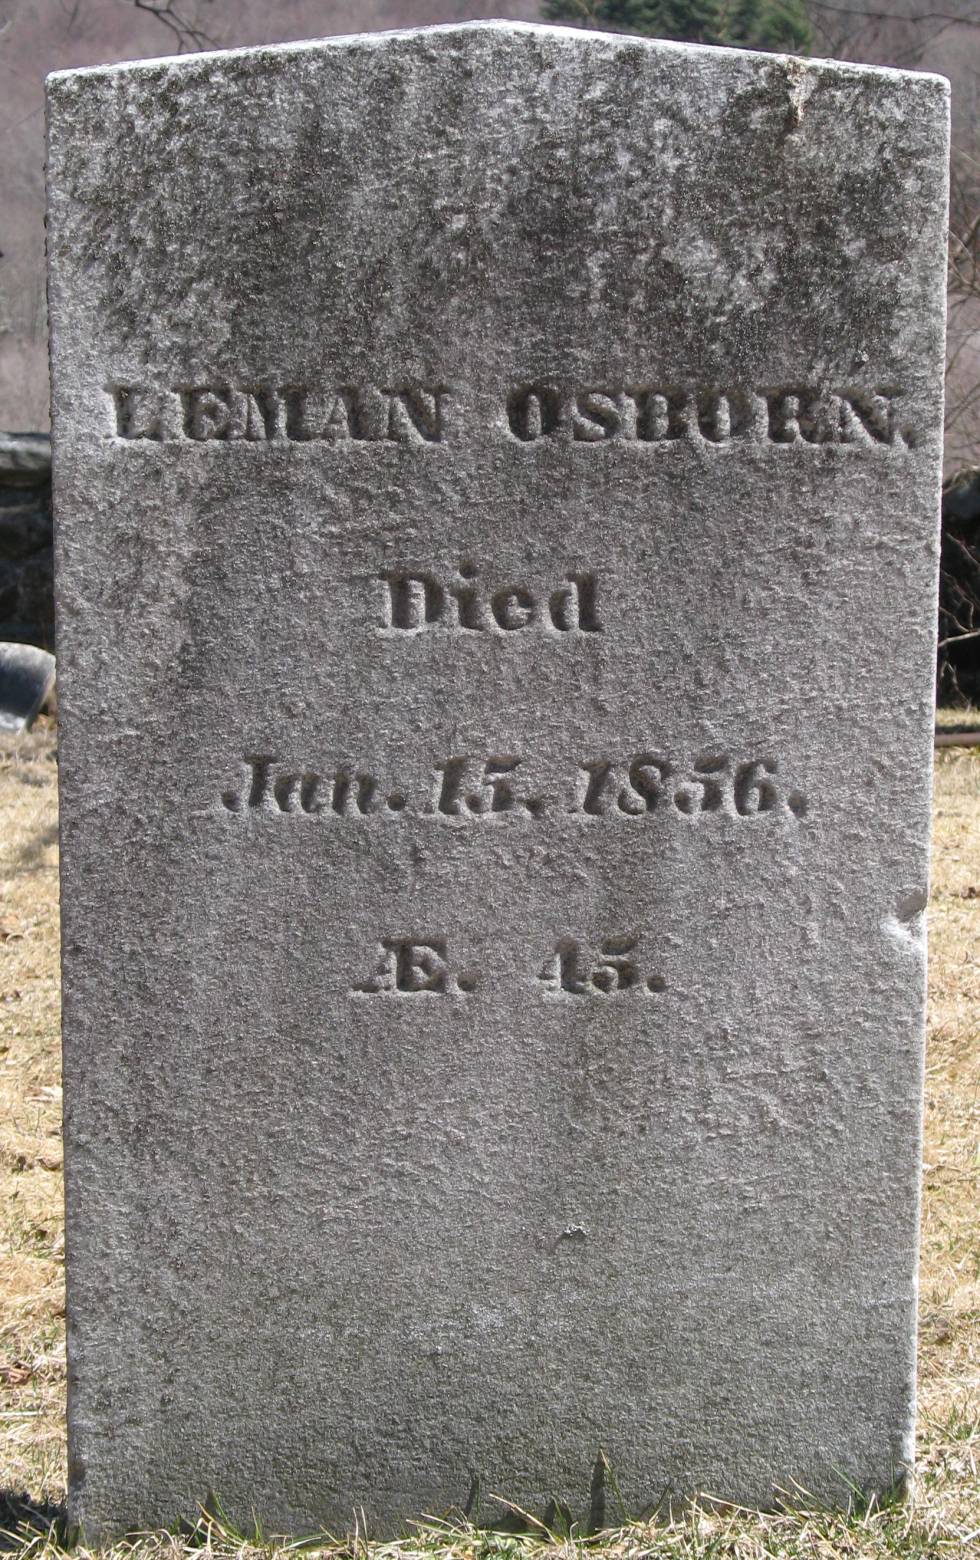 LEMAN OSBORN.
Died
Jan. 15, 1856.
Æ. 45.